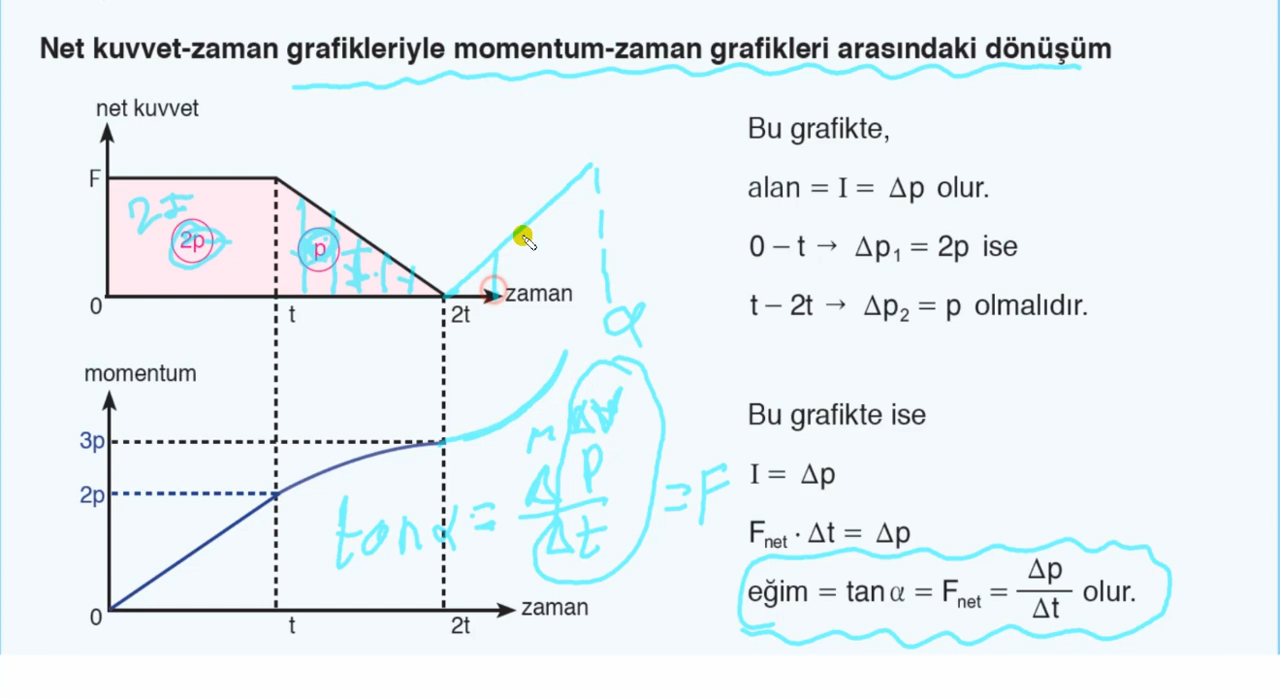 Net kuvvet-zaman grafikleriyle momentum-zaman grafikleri arasındaki dönüşüm
net kuvvet
F
2p
p
0
t
2t
zaman
α
momentum
3p
2p
0
t
2t
zaman
tanα = Δp/Δt = F
Bu grafikte,
alan = I = Δp olur.
0 – t → Δp₁ = 2p ise
t – 2t → Δp₂ = p olmalıdır.
Bu grafikte ise
I = Δp
Fnet · Δt = Δp
eğim = tan α = Fnet = Δp/Δt olur.